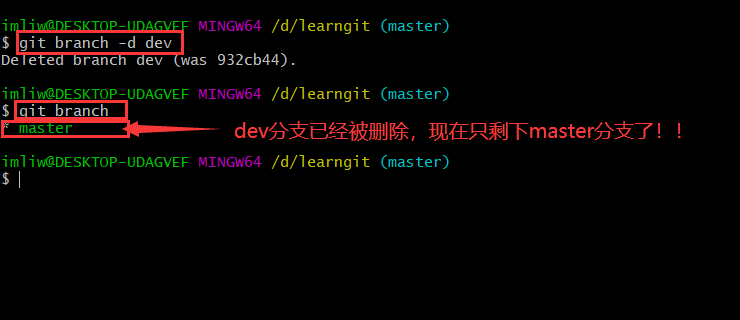 imliw@DESKTOP-UDAGVEF MINGW64 /d/learngit (master)
$ git branch -d dev
Deleted branch dev (was 932cb44).
imliw@DESKTOP-UDAGVEF MINGW64 /d/learngit (master)
$ git branch
* master
dev分支已经被删除，现在只剩下master分支了！！
imliw@DESKTOP-UDAGVEF MINGW64 /d/learngit (master)
$